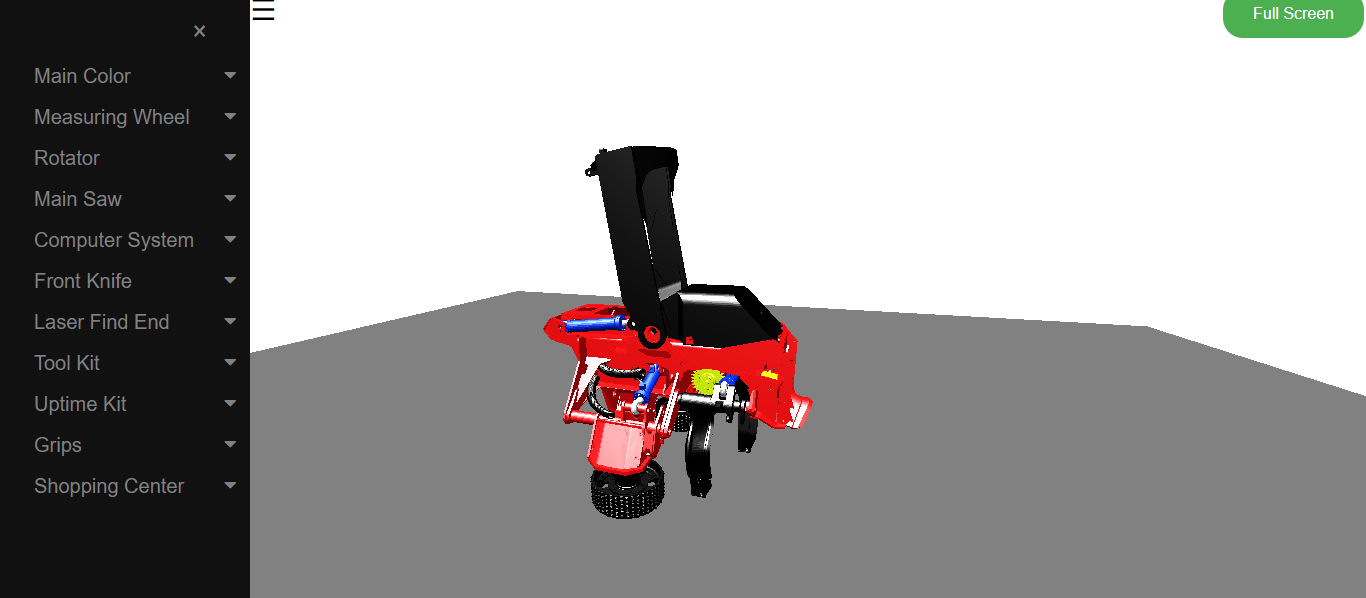 ×
☰
Full Screen
Main Color
Measuring Wheel
Rotator
Main Saw
Computer System
Front Knife
Laser Find End
Tool Kit
Uptime Kit
Grips
Shopping Center